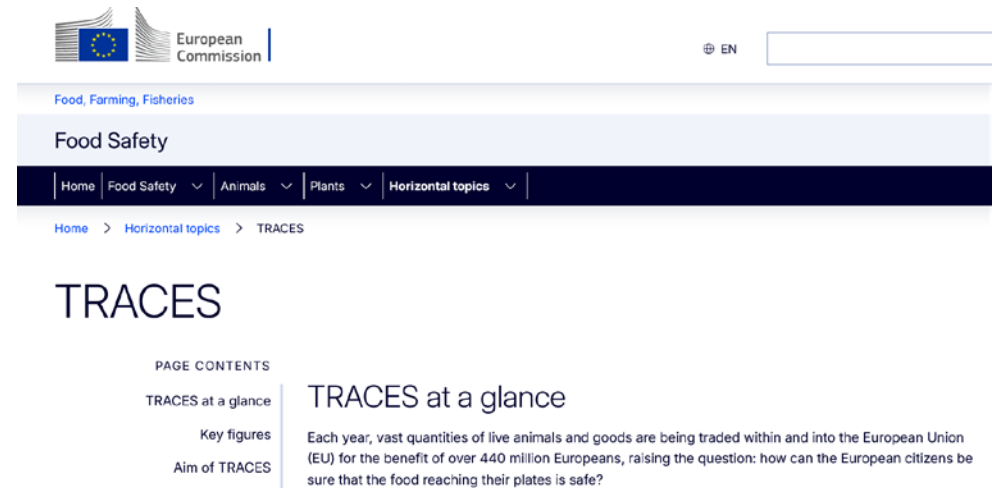 European
Commission
EN
Food, Farming, Fisheries
Food Safety
Home Food Safety Animals Plants Horizontal topics
Home > Horizontal topics > TRACES
TRACES
PAGE CONTENTS
TRACES at a glance
Key figures
Aim of TRACES
TRACES at a glance
Each year, vast quantities of live animals and goods are being traded within and into the European Union
(EU) for the benefit of over 440 million Europeans, raising the question: how can the European citizens be
sure that the food reaching their plates is safe?